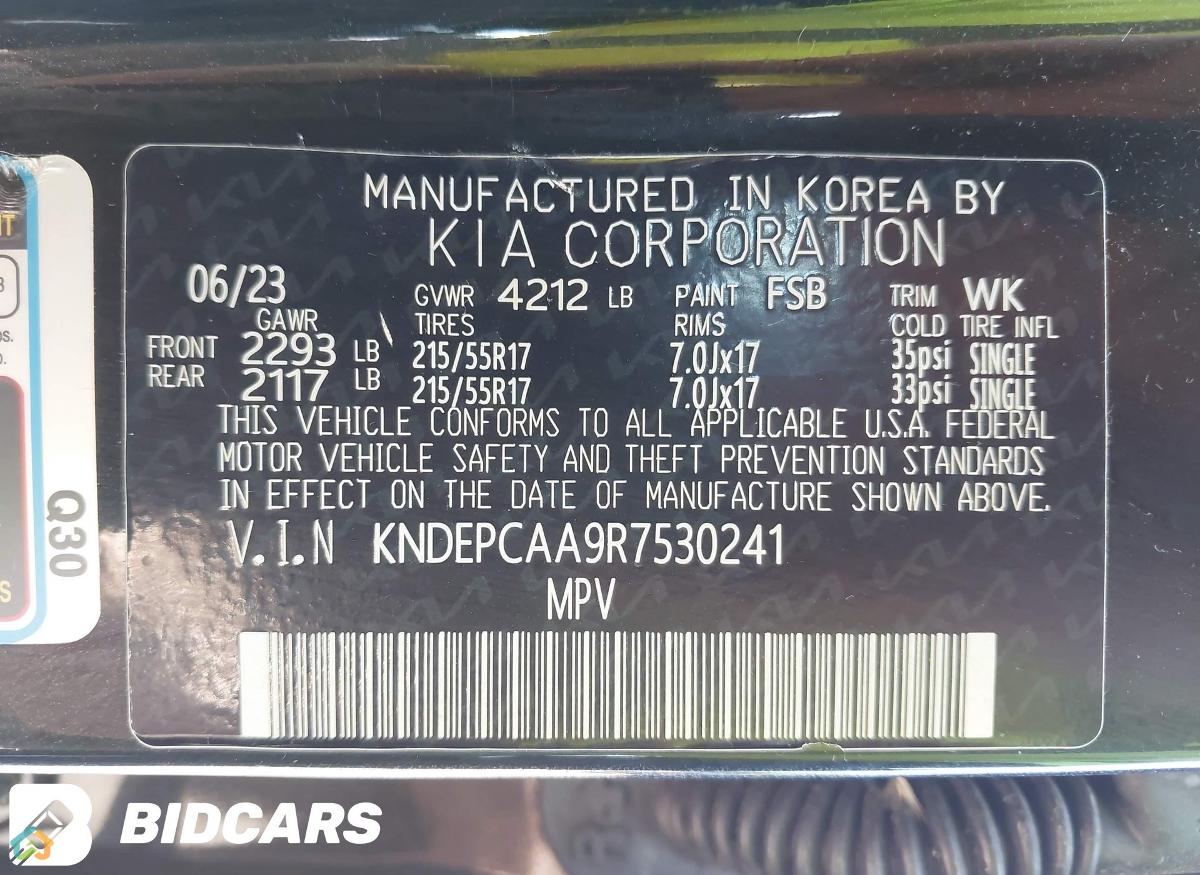 MANUFACTURED IN KOREA BY
KIA CORPORATION
06/23 GVWR 4212 LB PAINT FSB TRIM WK
GAWR TIRES RIMS COLD TIRE INFL
FRONT 2293 LB 215/55R17 7.0Jx17 35psi SINGLE
REAR 2117 LB 215/55R17 7.0Jx17 33psi SINGLE
THIS VEHICLE CONFORMS TO ALL APPLICABLE U.S.A. FEDERAL
MOTOR VEHICLE SAFETY AND THEFT PREVENTION STANDARDS
IN EFFECT ON THE DATE OF MANUFACTURE SHOWN ABOVE.
V.I.N KNDEPCAA9R7530241
MPV
Q30
BIDCARS